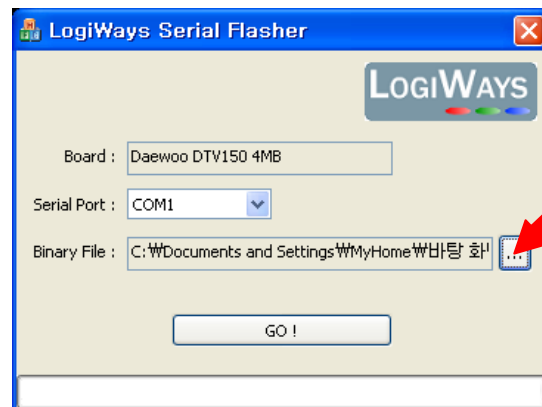 LogiWays Serial Flasher
LOGIWAYS
Board : Daewoo DTV150 4MB
Serial Port : COM1
Binary File : C:₩Documents and Settings₩MyHome₩바탕 화 ...
GO !